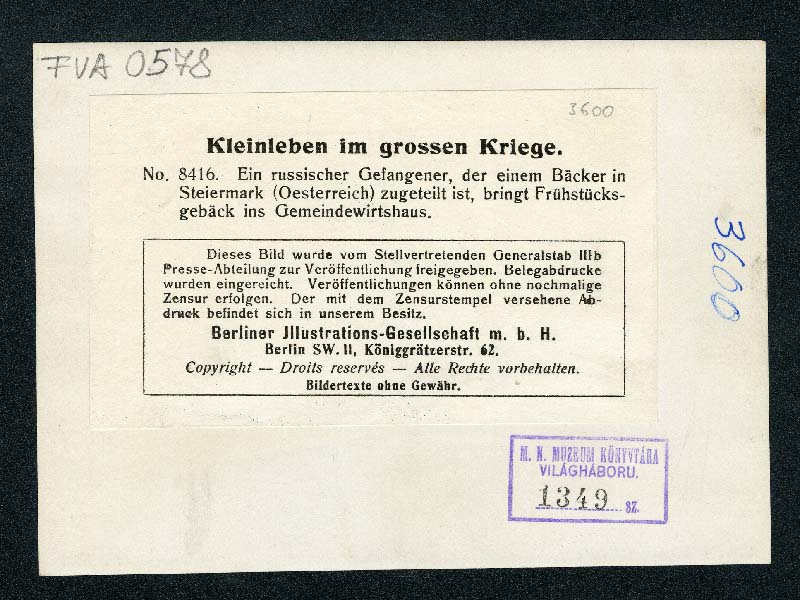 FVA 0578
3600
Kleinleben im grossen Kriege.
No. 8416. Ein russischer Gefangener, der einem Bäcker in
Steiermark (Oesterreich) zugeteilt ist, bringt Frühstücks-
gebäck ins Gemeindewirtshaus.
Dieses Bild wurde vom Stellvertretenden Generalstab IIIb
Presse-Abteilung zur Veröffentlichung freigegeben. Belegabdrucke
wurden eingereicht. Veröffentlichungen können ohne nochmalige
Zensur erfolgen. Der mit dem Zensurstempel versehene Ab-
druck befindet sich in unserem Besitz.
Berliner Jllustrations-Gesellschaft m. b. H.
Berlin SW. 11, Königgrätzerstr. 62.
Copyright — Droits reservés — Alle Rechte vorbehalten.
Bildertexte ohne Gewähr.
3600
M. N. MUZEUM KÖNYVTÁRA
VILÁGHÁBORU.
1349 SZ.